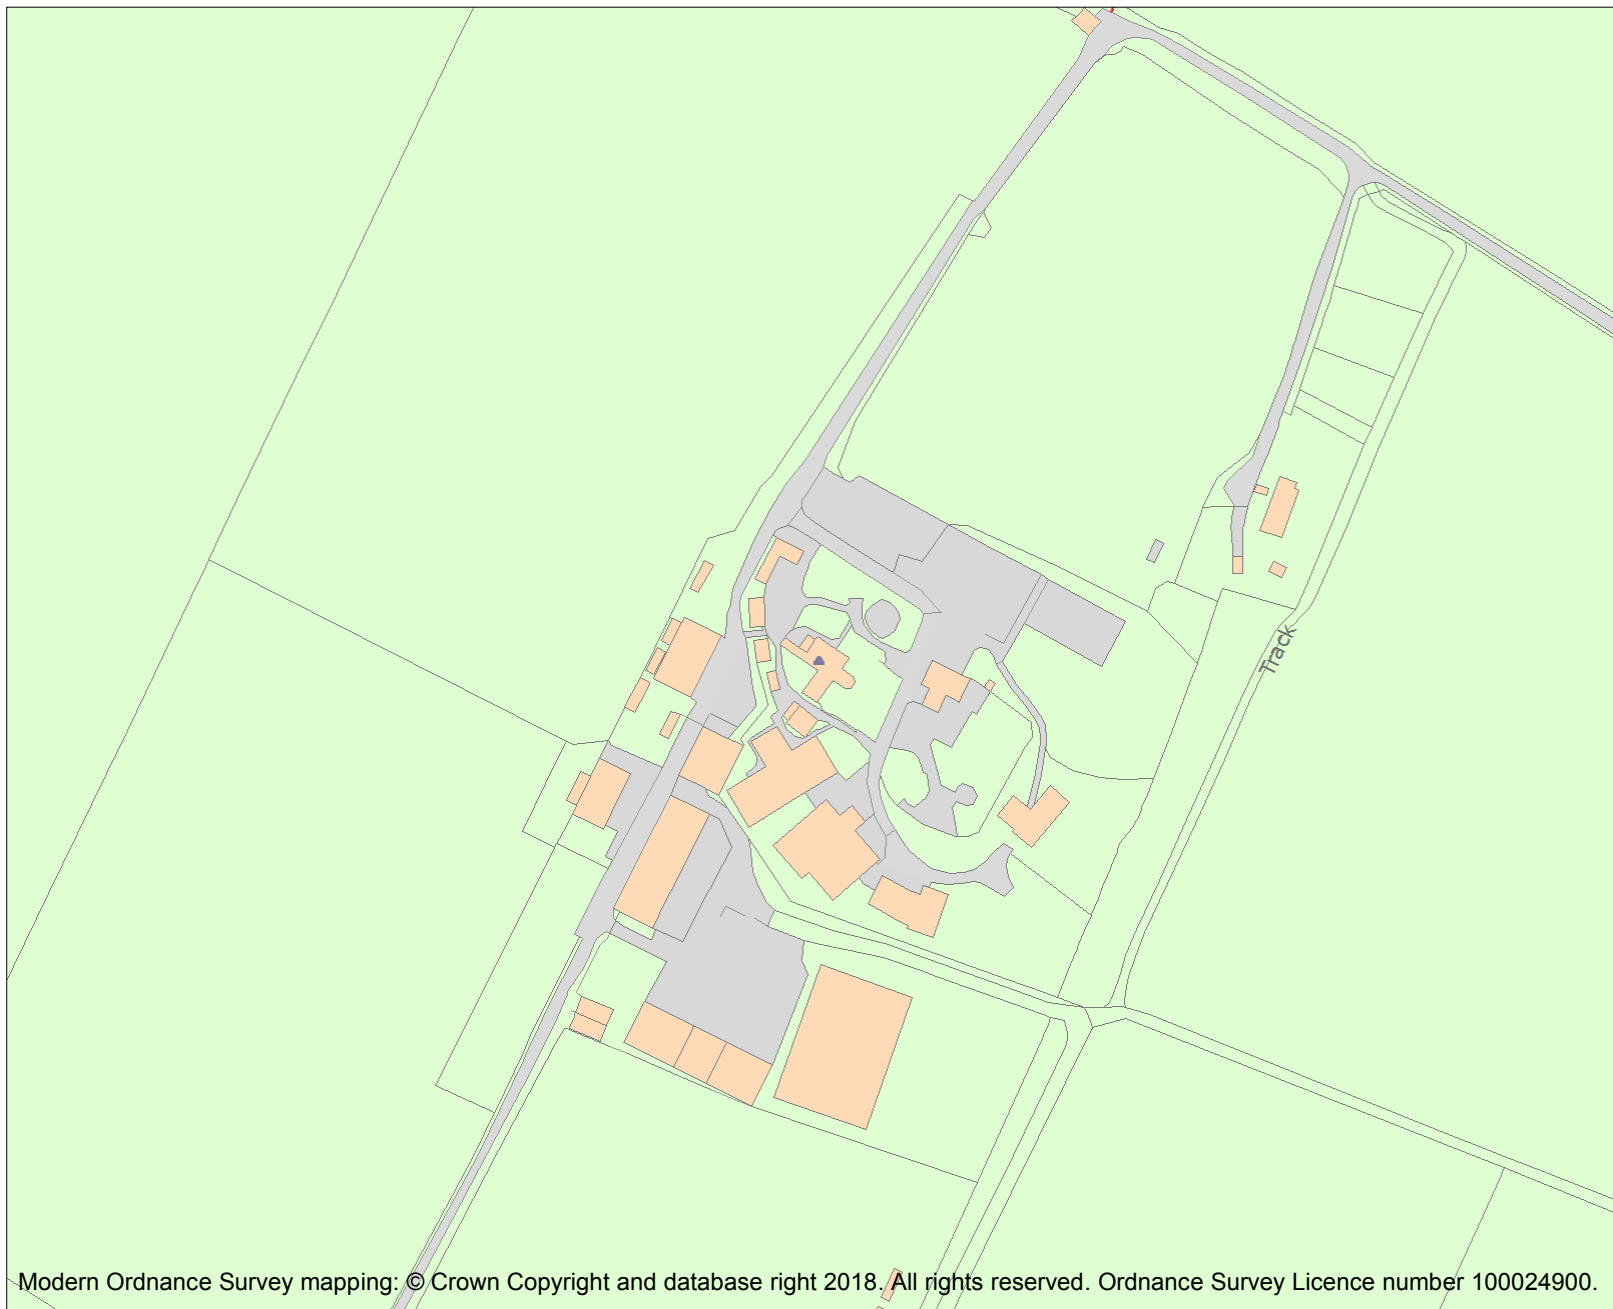 Track
Modern Ordnance Survey mapping: © Crown Copyright and database right 2018. All rights reserved. Ordnance Survey Licence number 100024900.